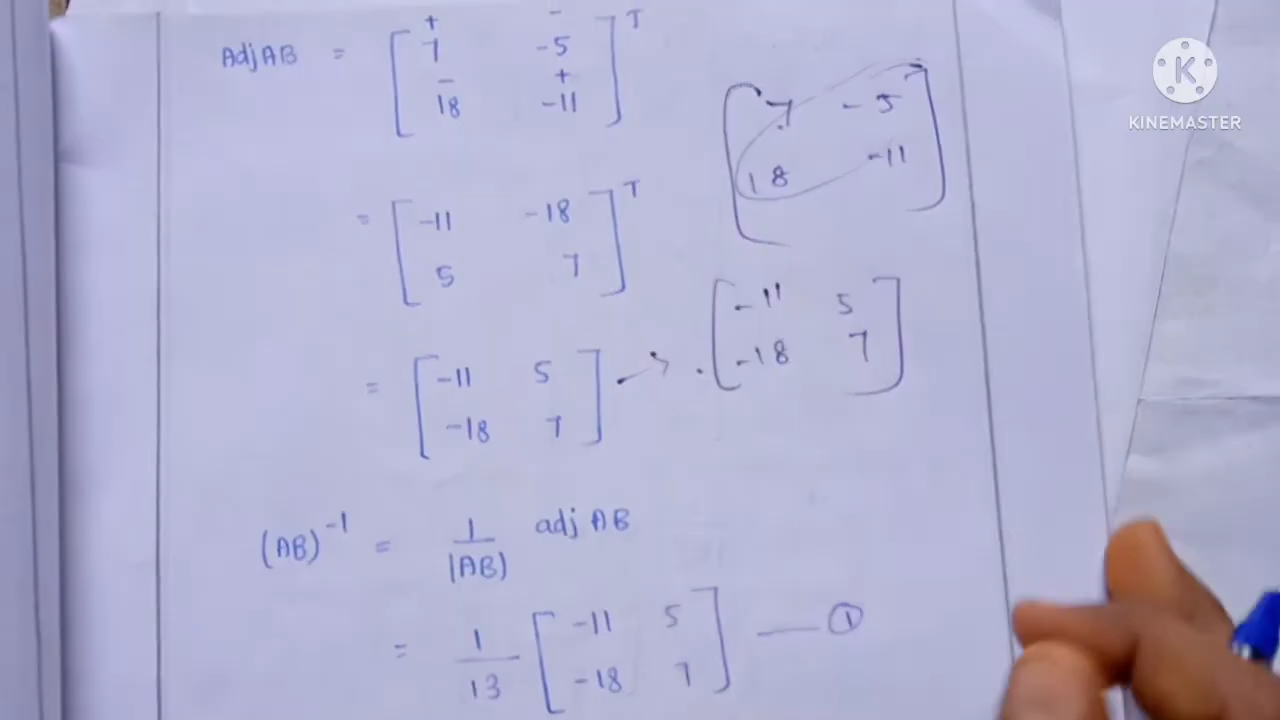 Adj AB = [ + 7 - -5
- 18 + -11 ] T
[ 7 -5
18 -11 ]
KINEMASTER
= [ -11 -18
5 7 ] T
= [ -11 5
-18 7 ] → . [ -11 5
-18 7 ]
(AB)^-1 = 1/|AB| adj AB
= 1/13 [ -11 5
-18 7 ] — ①